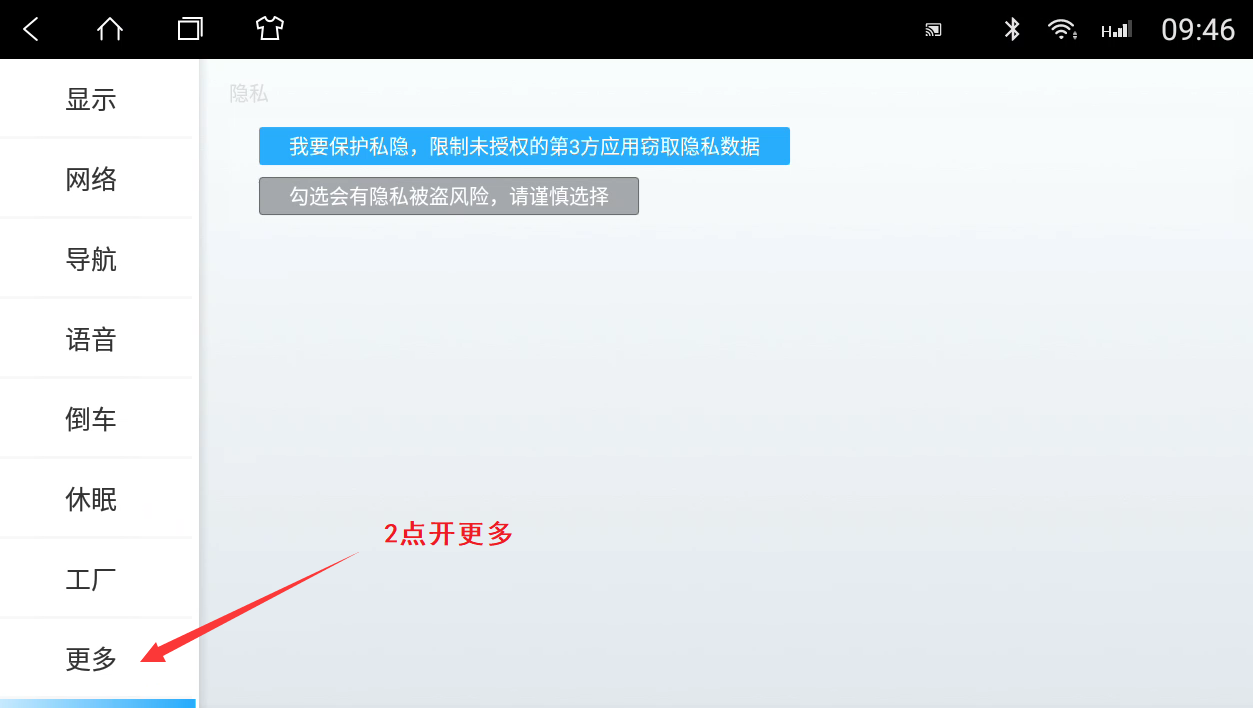 H
09:46
显示
网络
导航
语音
倒车
休眠
工厂
更多
隐私
我要保护私隐，限制未授权的第3方应用窃取隐私数据
勾选会有隐私被盗风险，请谨慎选择
2点开更多